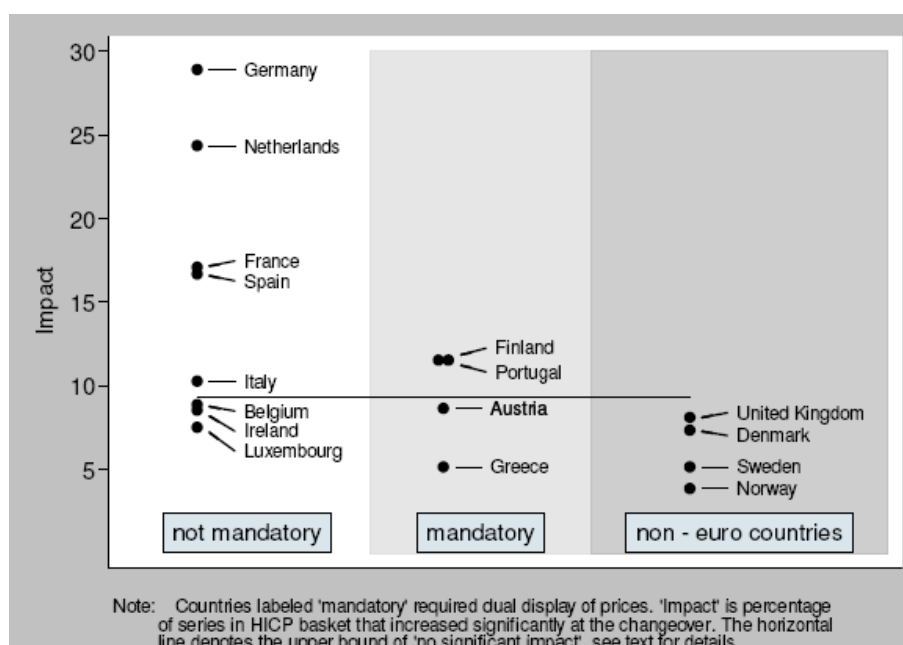 30
Germany
25
Netherlands
20
France
Spain
Impact
15
Finland
Portugal
10
Italy
Belgium
Ireland
Luxembourg
Austria
United Kingdom
Denmark
5
Greece
Sweden
Norway
not mandatory
mandatory
non - euro countries
Note: Countries labeled 'mandatory' required dual display of prices. 'Impact' is percentage
of series in HICP basket that increased significantly at the changeover. The horizontal
line denotes the upper bound of 'no significant impact', see text for details.